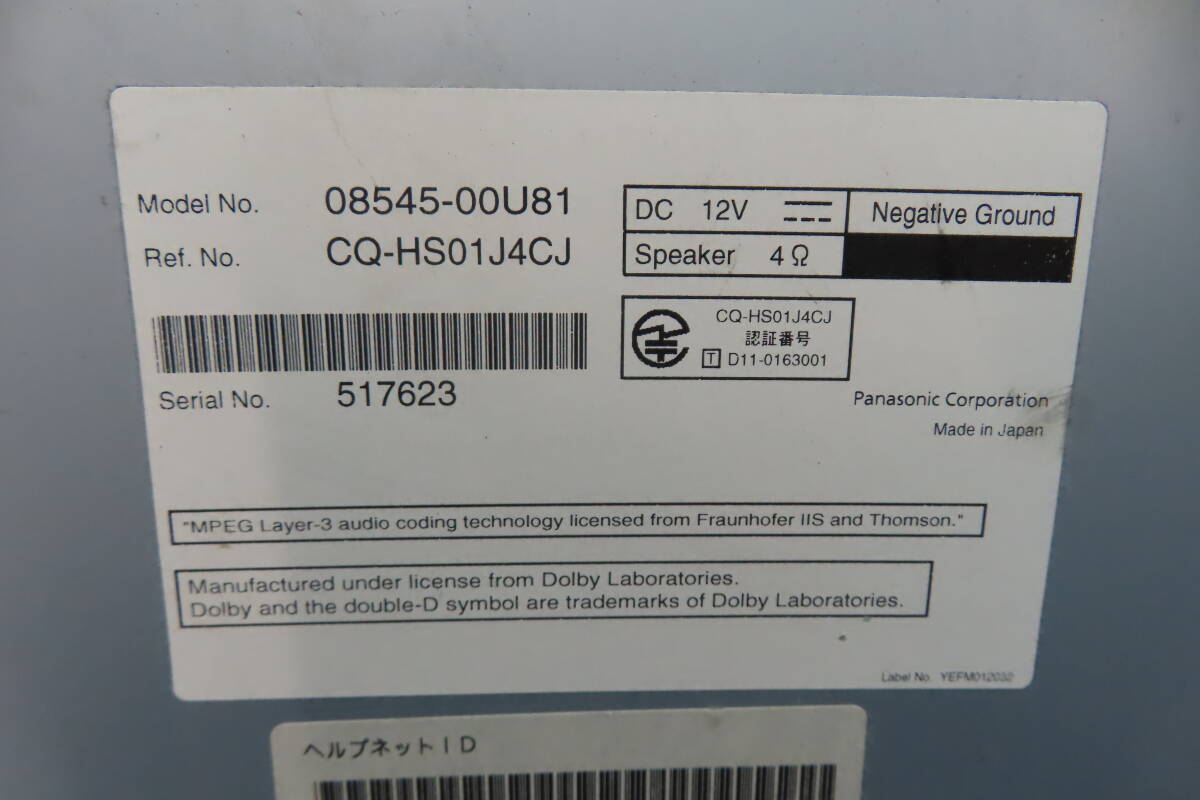 Model No. 08545-00U81
Ref. No. CQ-HS01J4CJ
DC 12V Negative Ground
Speaker 4Ω
CQ-HS01J4CJ
認証番号
T D11-0163001
Serial No. 517623
Panasonic Corporation
Made in Japan
"MPEG Layer-3 audio coding technology licensed from Fraunhofer IIS and Thomson."
Manufactured under license from Dolby Laboratories.
Dolby and the double-D symbol are trademarks of Dolby Laboratories.
Label No. YEFM012032
ヘルプネットID